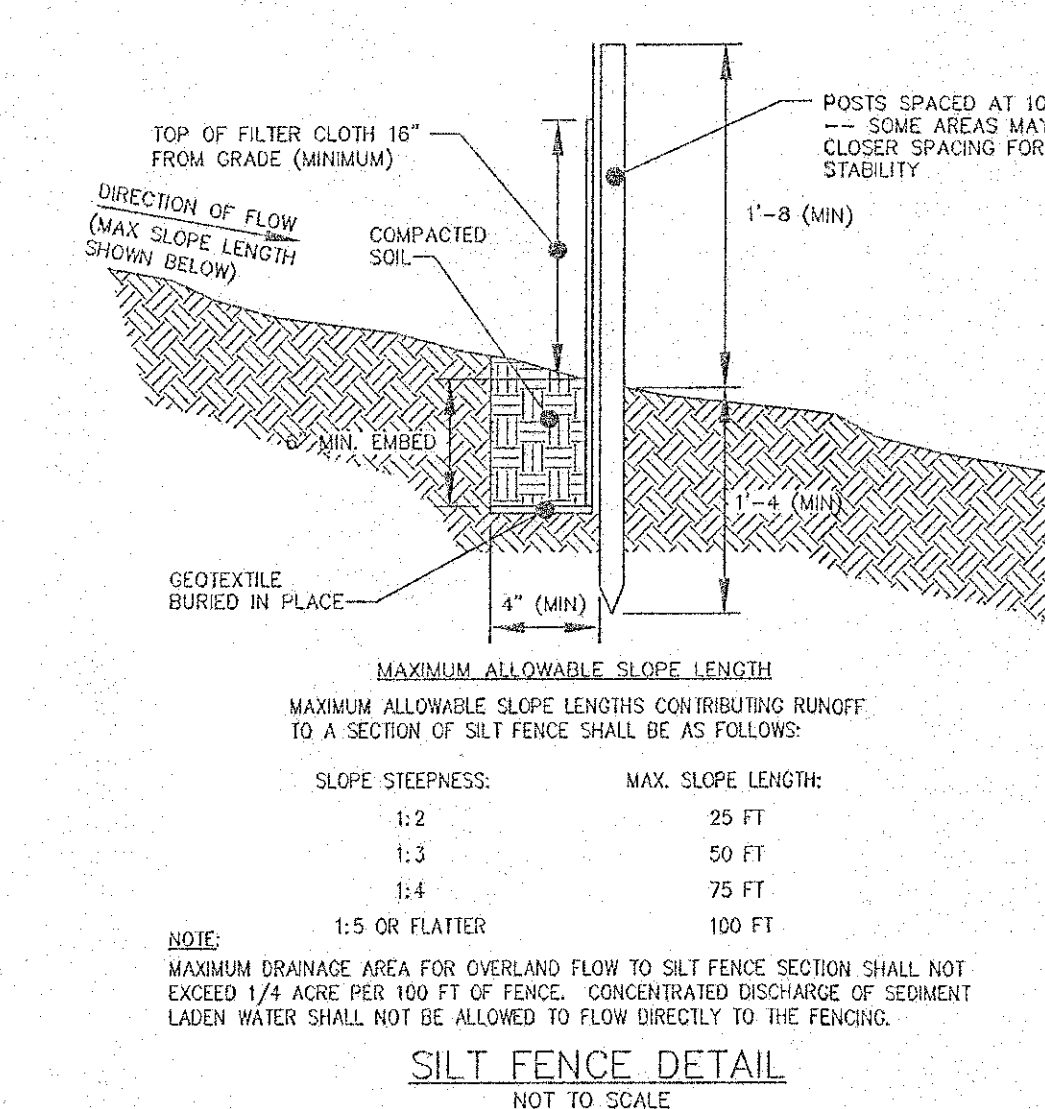 TOP OF FILTER CLOTH 16"
FROM GRADE (MINIMUM)
POSTS SPACED AT 10
-- SOME AREAS MAY
CLOSER SPACING FOR
STABILITY
DIRECTION OF FLOW
(MAX SLOPE LENGTH
SHOWN BELOW)
COMPACTED
SOIL
1'-8 (MIN)
6" MIN. EMBED
1'-4 (MIN)
GEOTEXTILE
BURIED IN PLACE
4" (MIN)
MAXIMUM ALLOWABLE SLOPE LENGTH
MAXIMUM ALLOWABLE SLOPE LENGTHS CONTRIBUTING RUNOFF
TO A SECTION OF SILT FENCE SHALL BE AS FOLLOWS:
SLOPE STEEPNESS: MAX. SLOPE LENGTH:
1:2 25 FT
1:3 50 FT
1:4 75 FT
1:5 OR FLATTER 100 FT
NOTE:
MAXIMUM DRAINAGE AREA FOR OVERLAND FLOW TO SILT FENCE SECTION SHALL NOT
EXCEED 1/4 ACRE PER 100 FT OF FENCE. CONCENTRATED DISCHARGE OF SEDIMENT
LADEN WATER SHALL NOT BE ALLOWED TO FLOW DIRECTLY TO THE FENCING.
SILT FENCE DETAIL
NOT TO SCALE